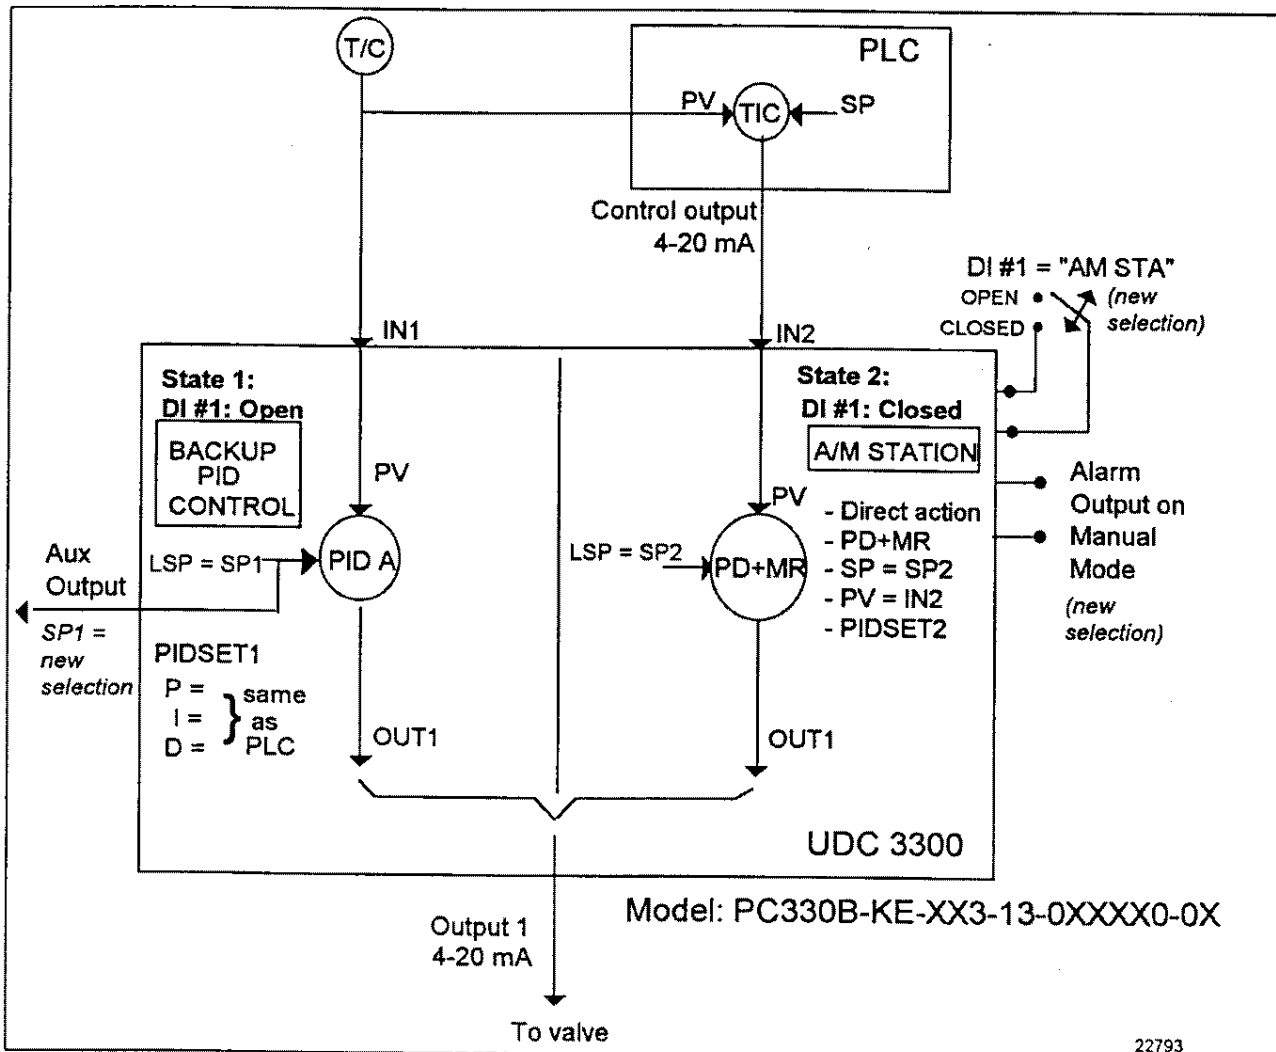 T/C
PLC
PV
TIC
SP
Control output
4-20 mA
DI #1 = "AM STA"
OPEN
(new
selection)
CLOSED
IN1
IN2
State 1:
DI #1: Open
BACKUP
PID
CONTROL
PV
State 2:
DI #1: Closed
A/M STATION
PV
- Direct action
- PD+MR
- SP = SP2
- PV = IN2
- PIDSET2
Alarm
Output on
Manual
Mode
(new
selection)
Aux
Output
LSP = SP1
PID A
LSP = SP2
PD+MR
SP1 =
new
selection
PIDSET1
P =
I =
D =
} same
as
PLC
OUT1
OUT1
UDC 3300
Model: PC330B-KE-XX3-13-0XXXX0-0X
Output 1
4-20 mA
To valve
22793